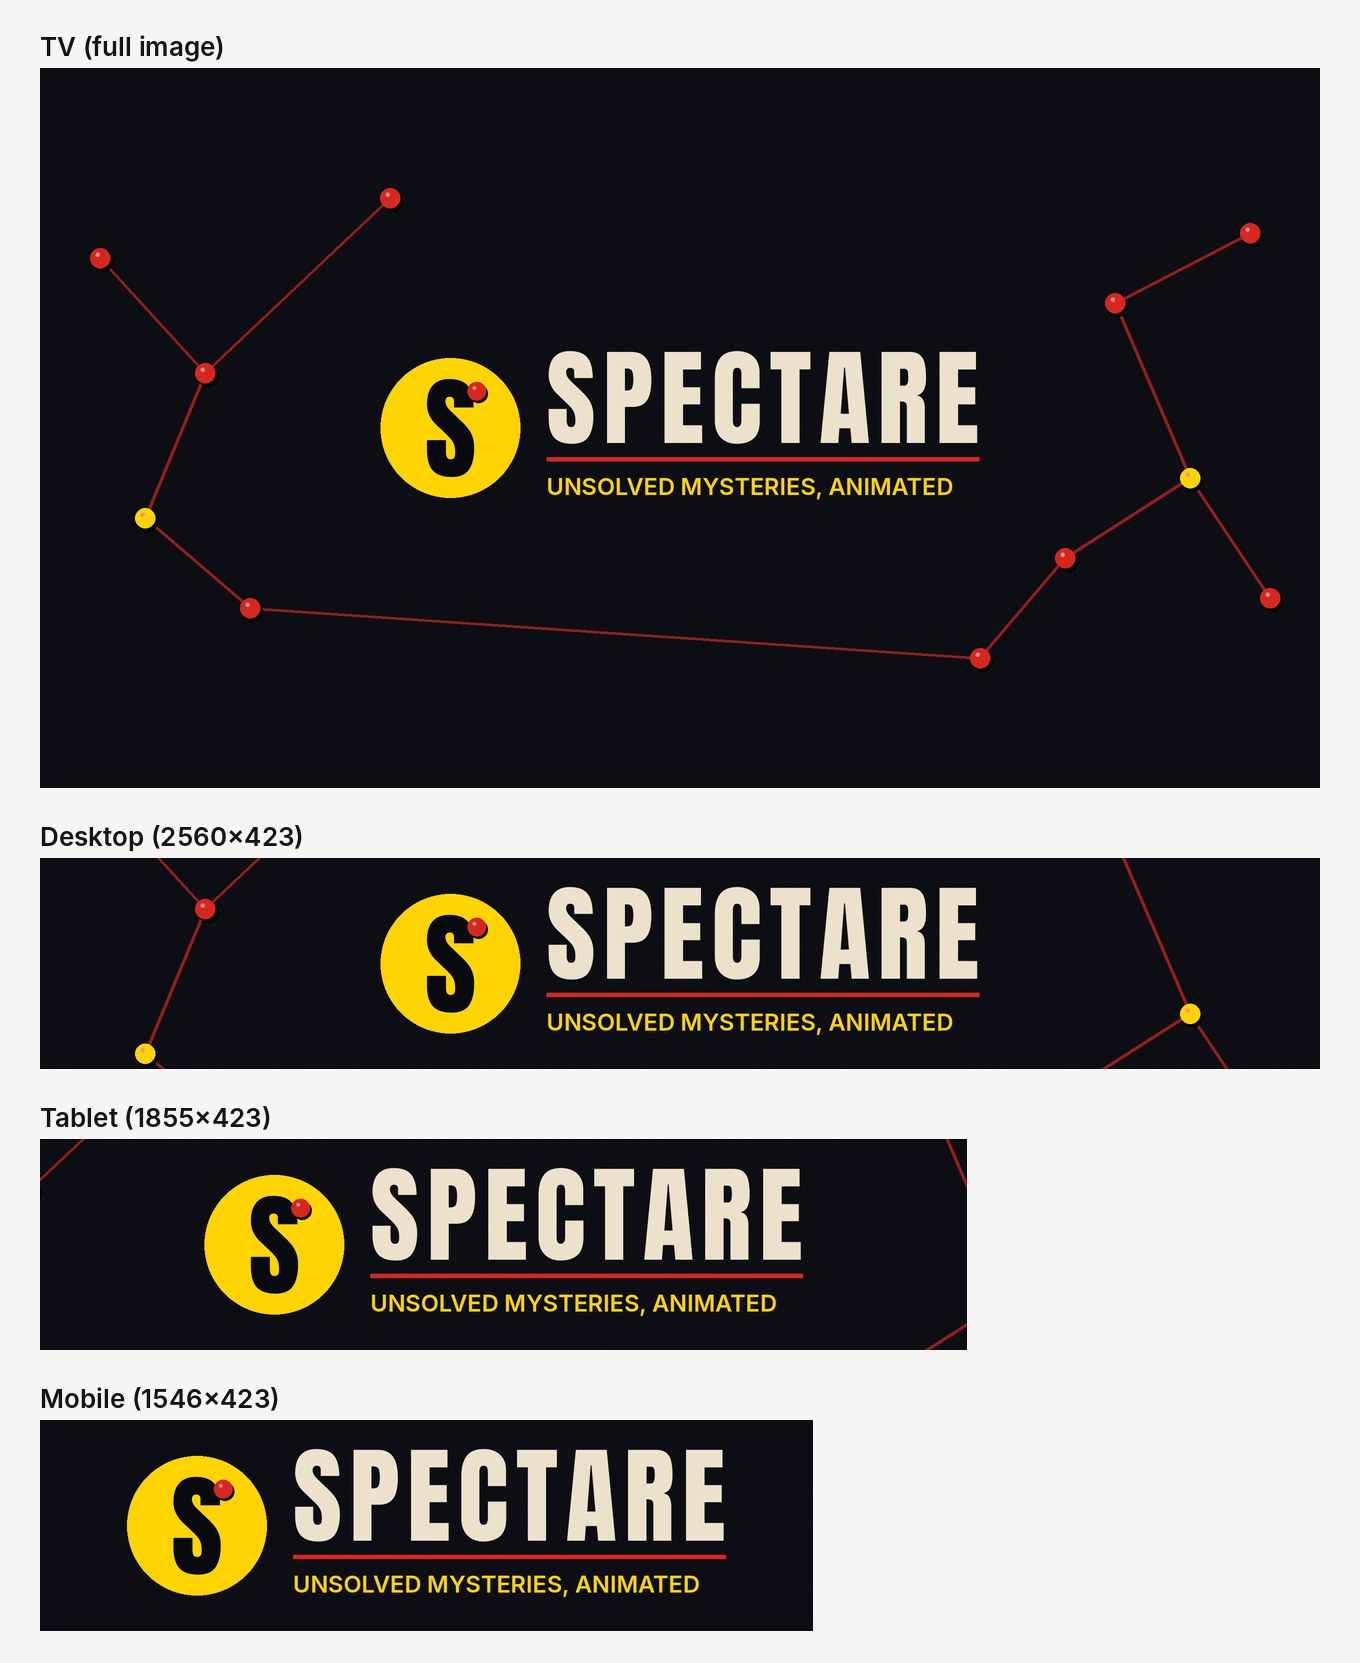 TV (full image)
S
SPECTARE
UNSOLVED MYSTERIES, ANIMATED
Desktop (2560×423)
S
SPECTARE
UNSOLVED MYSTERIES, ANIMATED
Tablet (1855×423)
S
SPECTARE
UNSOLVED MYSTERIES, ANIMATED
Mobile (1546×423)
S
SPECTARE
UNSOLVED MYSTERIES, ANIMATED